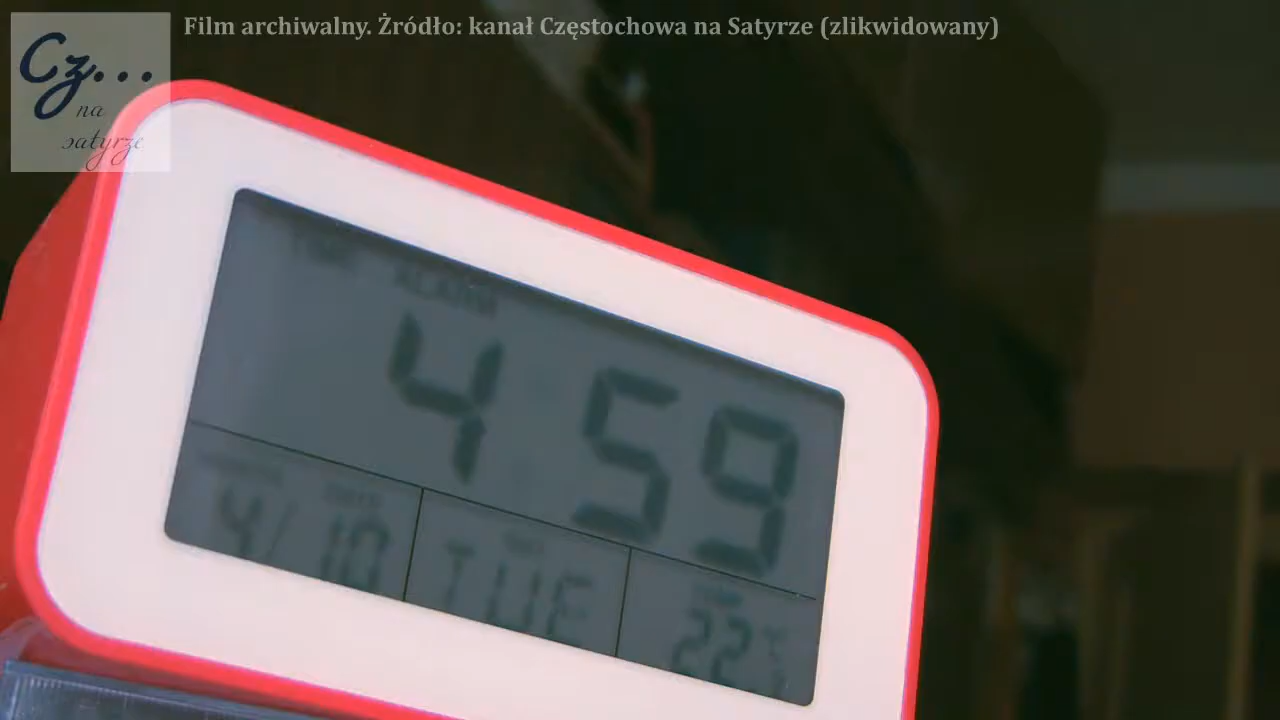 Film archiwalny. Źródło: kanał Częstochowa na Satyrze (zlikwidowany)
Cz...
na
satyrze
ALARM
4 59
4/10 TUE 22